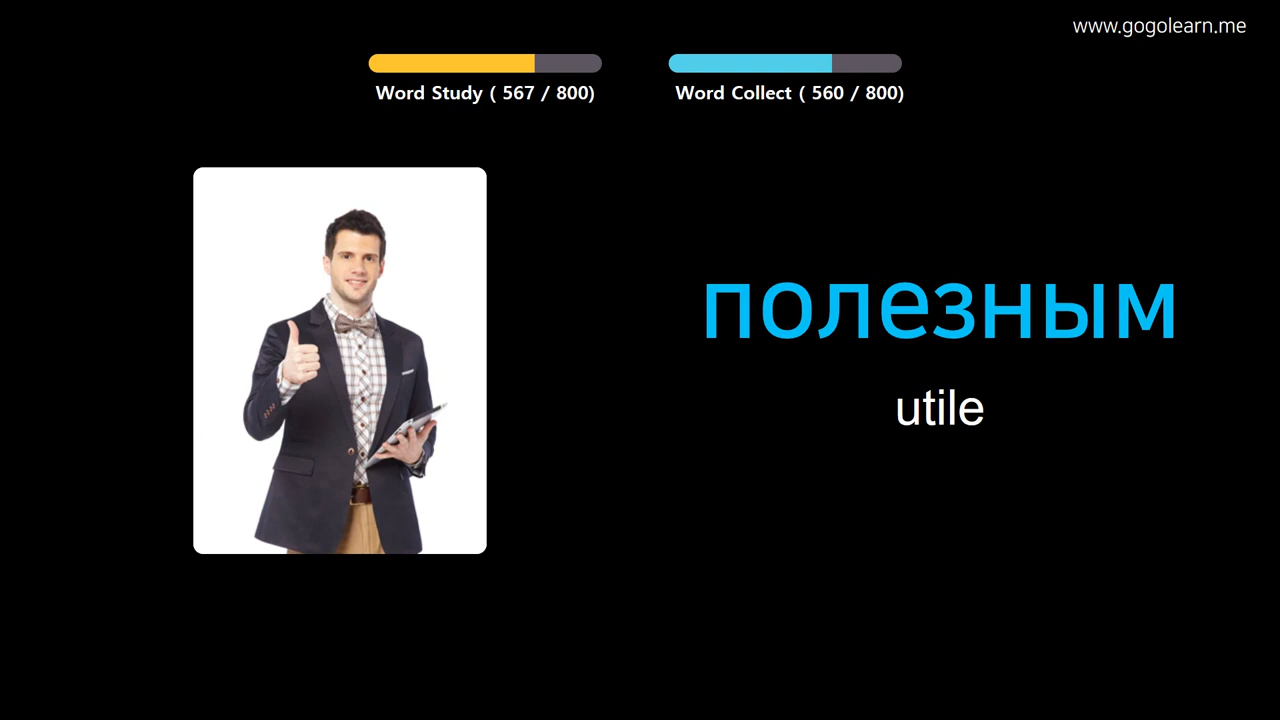 www.gogolearn.me
Word Study ( 567 / 800)
Word Collect ( 560 / 800)
полезным
utile